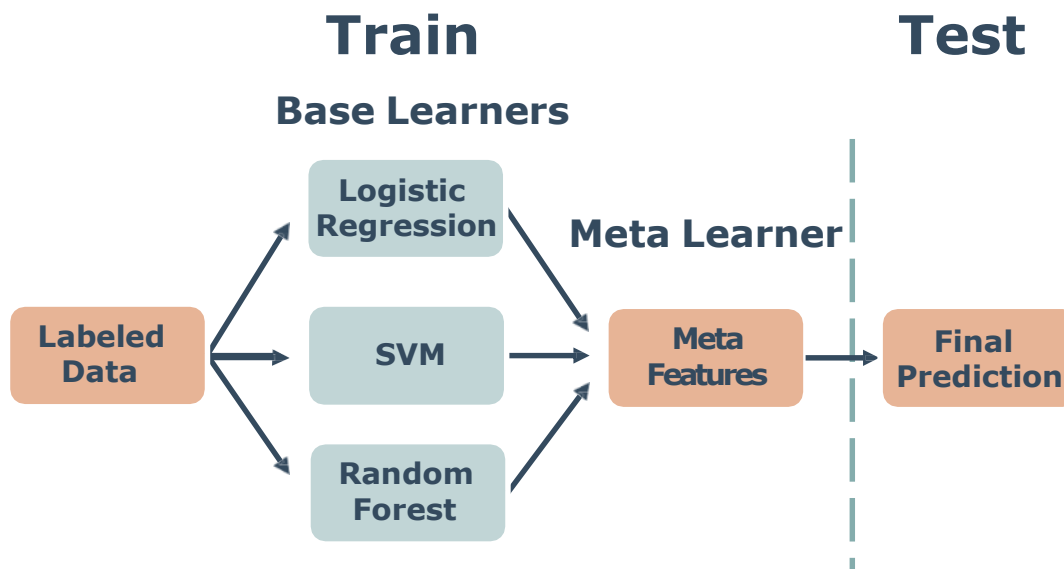 Train
Test
Base Learners
Logistic
Regression
Meta Learner
Labeled
Data
SVM
Meta
Features
Final
Prediction
Random
Forest